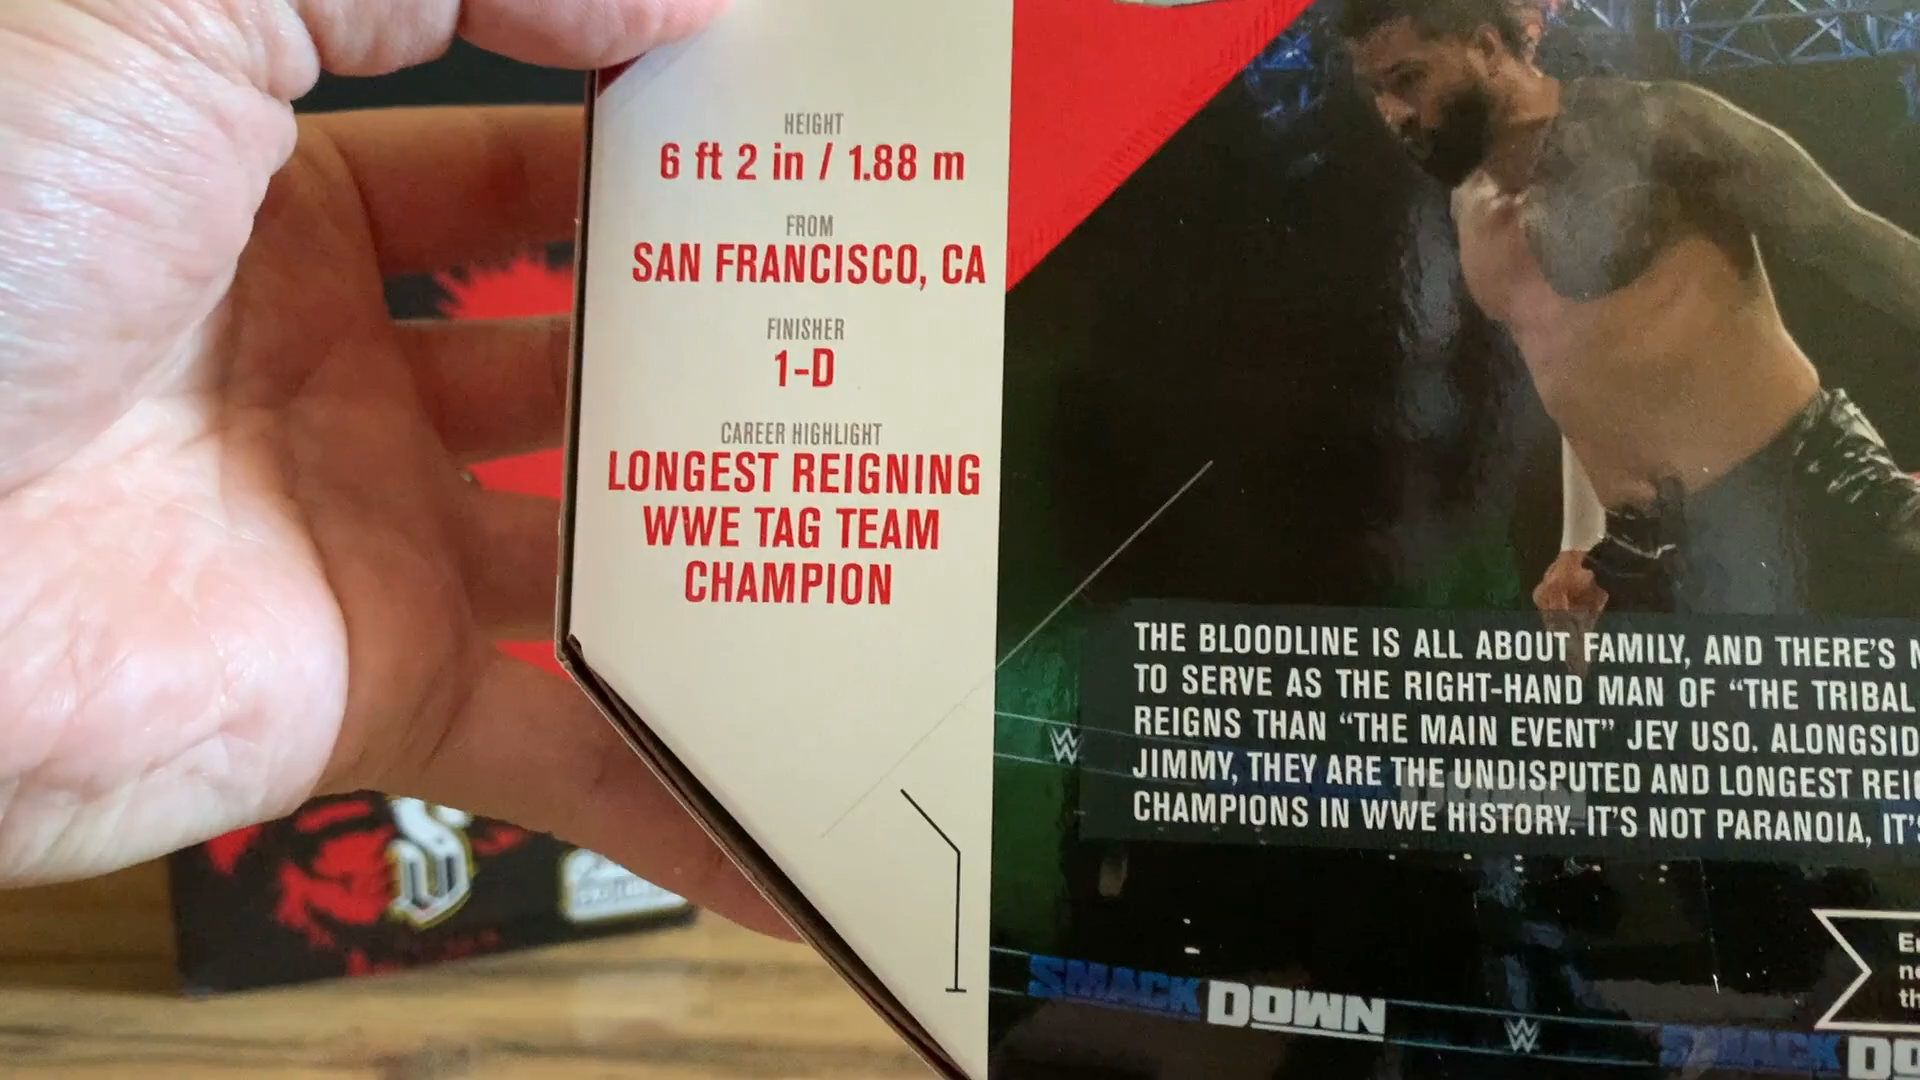 HEIGHT
6 ft 2 in / 1.88 m
FROM
SAN FRANCISCO, CA
FINISHER
1-D
CAREER HIGHLIGHT
LONGEST REIGNING
WWE TAG TEAM
CHAMPION
THE BLOODLINE IS ALL ABOUT FAMILY, AND THERE'S
TO SERVE AS THE RIGHT-HAND MAN OF “THE TRIBAL
REIGNS THAN “THE MAIN EVENT” JEY USO. ALONGSID
JIMMY, THEY ARE THE UNDISPUTED AND LONGEST REI
CHAMPIONS IN WWE HISTORY. IT'S NOT PARANOIA, IT'S
SMACKDOWN
SMACKDO